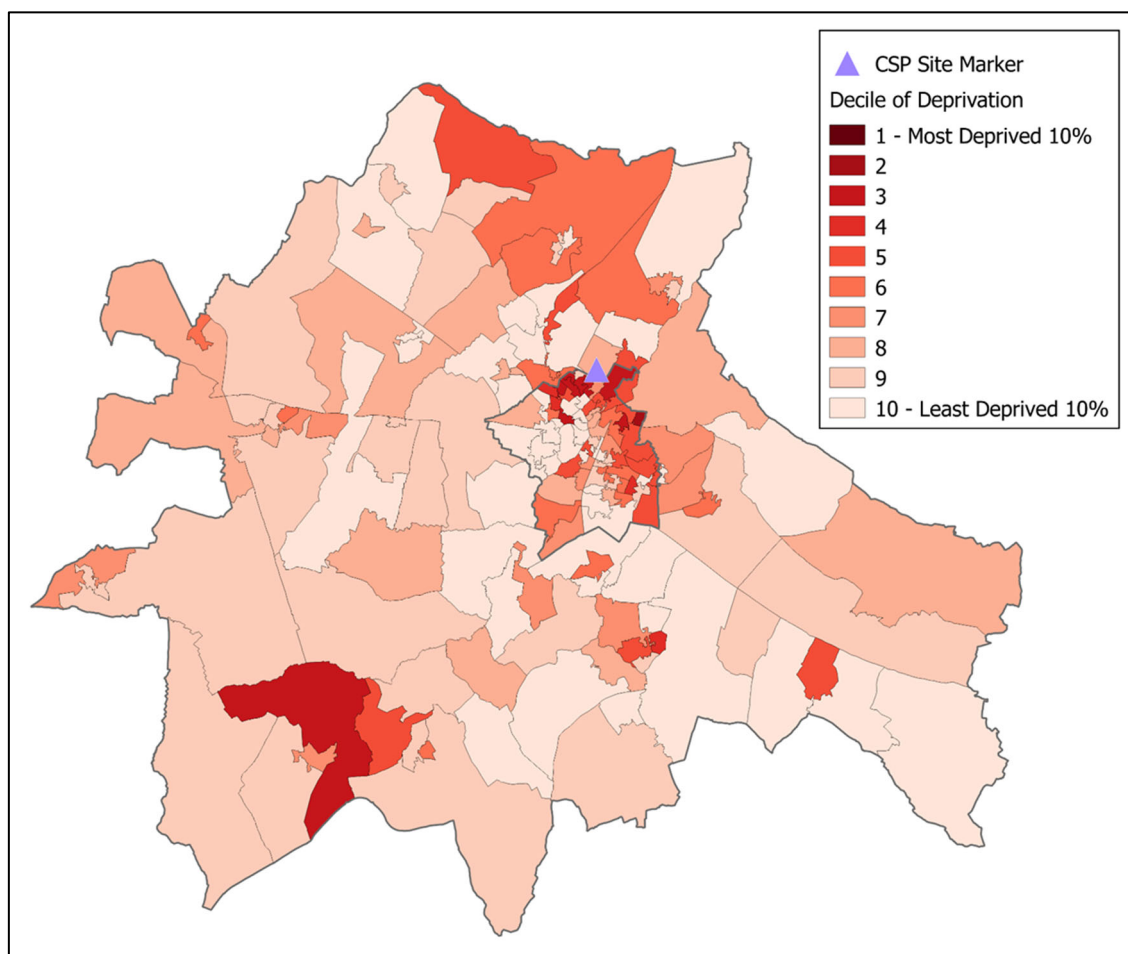 CSP Site Marker
Decile of Deprivation
1 - Most Deprived 10%
2
3
4
5
6
7
8
9
10 - Least Deprived 10%